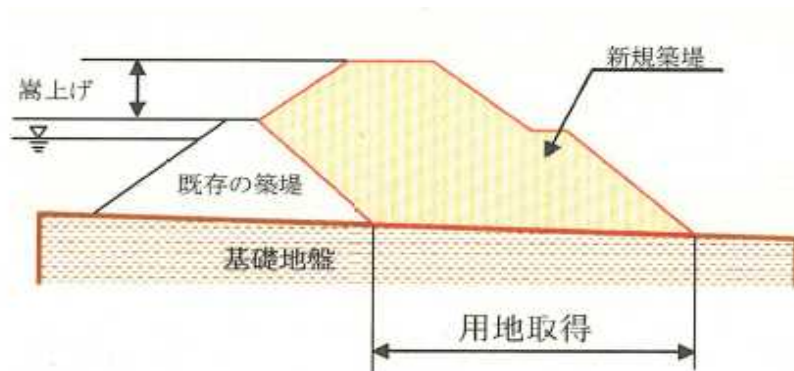 新規築堤
嵩上げ
既存の築堤
基礎地盤
用地取得